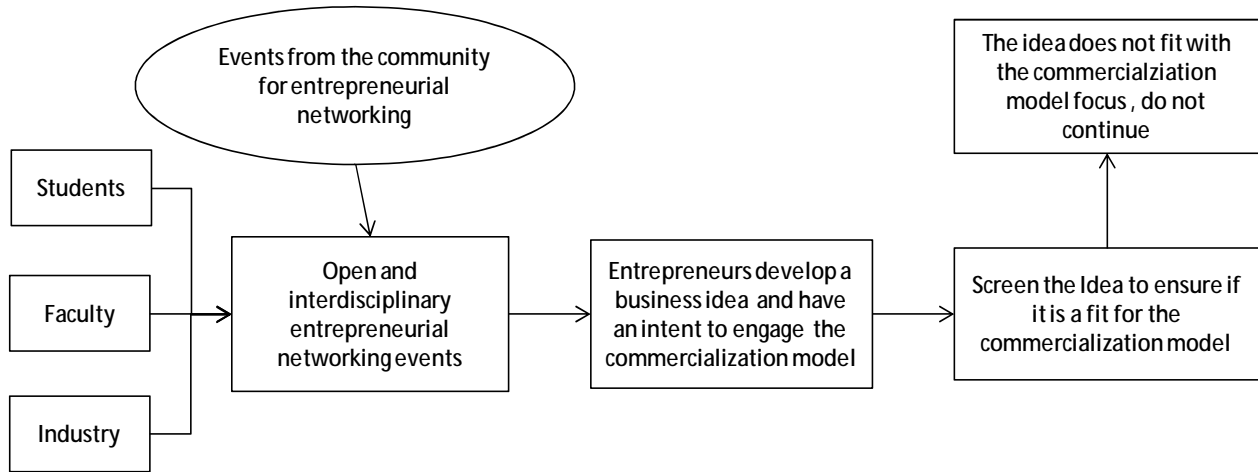 Events from the community
for entrepreneurial
networking
The idea does not fit with
the commercialziation
model focus , do not
continue
Students
Faculty
Industry
Open and
interdisciplinary
entrepreneurial
networking events
Entrepreneurs develop a
business idea and have
an intent to engage the
commercialization model
Screen the Idea to ensure if
it is a fit for the
commercialization model